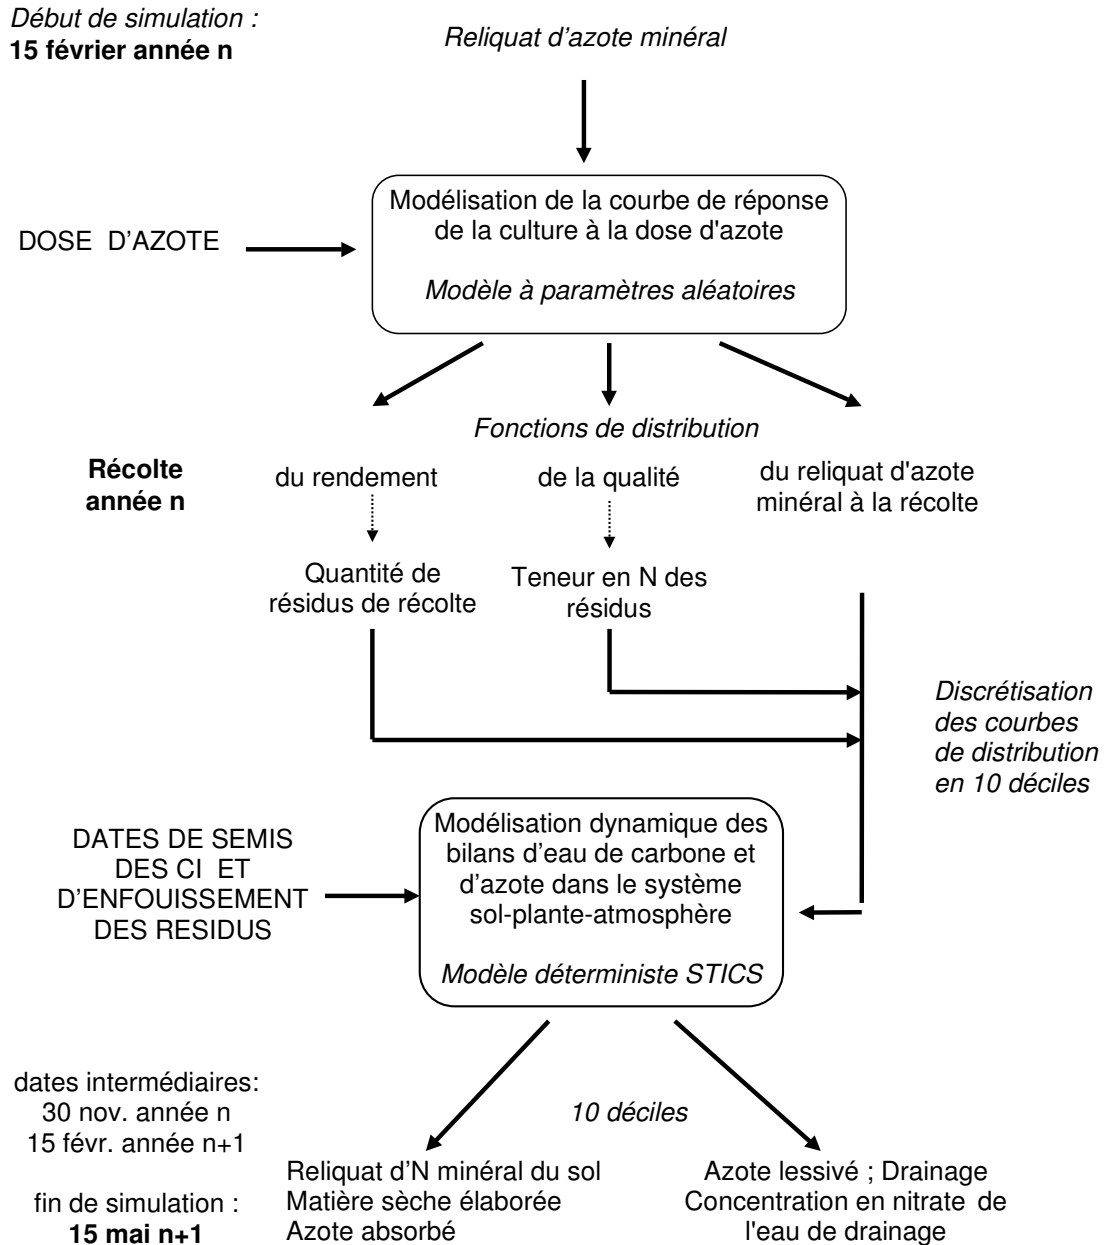 Début de simulation :
15 février année n
Reliquat d'azote minéral
Modélisation de la courbe de réponse
de la culture à la dose d'azote
Modèle à paramètres aléatoires
DOSE D'AZOTE
Fonctions de distribution
Récolte
année n
du rendement
de la qualité
du reliquat d'azote
minéral à la récolte
Quantité de
résidus de récolte
Teneur en N des
résidus
Discrétisation
des courbes
de distribution
en 10 déciles
DATES DE SEMIS
DES CI ET
D'ENFOUISSEMENT
DES RESIDUS
Modélisation dynamique des
bilans d'eau de carbone et
d'azote dans le système
sol-plante-atmosphère
Modèle déterministe STICS
dates intermédiaires:
30 nov. année n
15 févr. année n+1
10 déciles
fin de simulation :
15 mai n+1
Reliquat d'N minéral du sol
Matière sèche élaborée
Azote absorbé
Azote lessivé ; Drainage
Concentration en nitrate de
l'eau de drainage